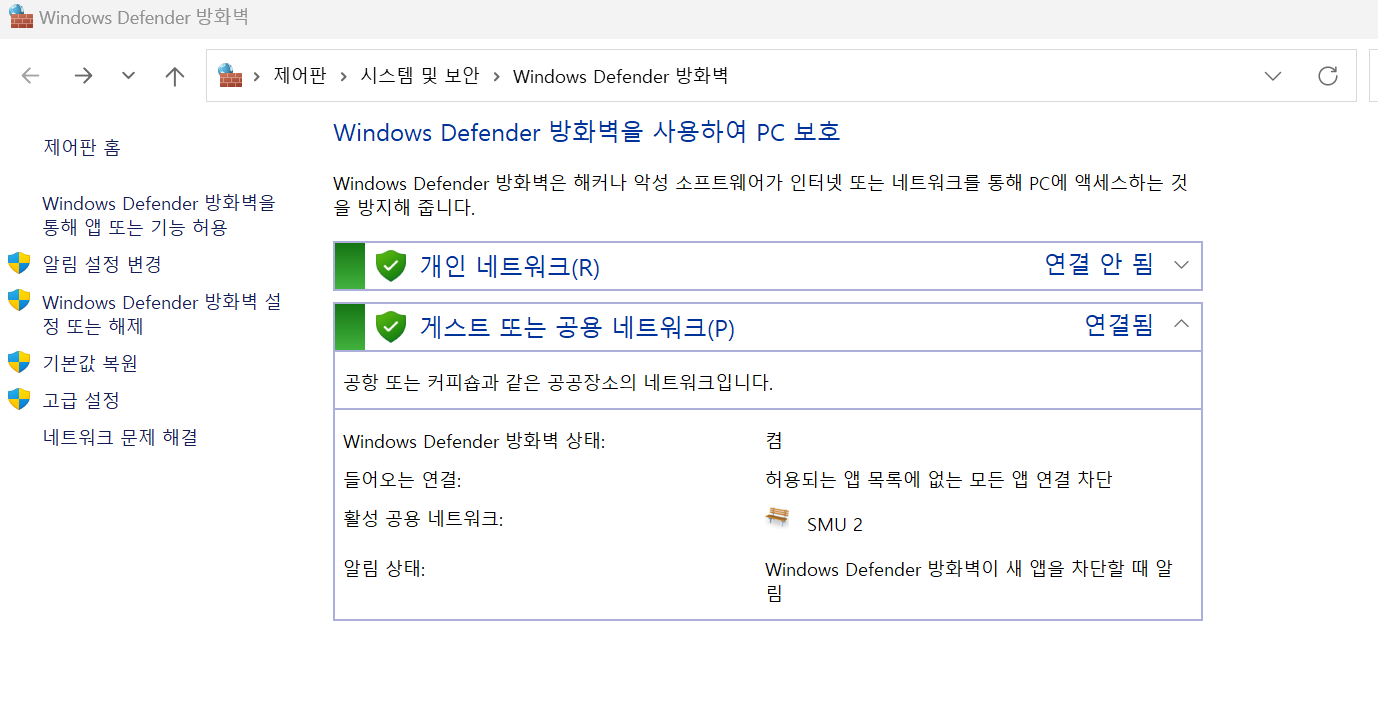 Windows Defender 방화벽
제어판 > 시스템 및 보안 > Windows Defender 방화벽
제어판 홈
Windows Defender 방화벽을
통해 앱 또는 기능 허용
알림 설정 변경
Windows Defender 방화벽 설
정 또는 해제
기본값 복원
고급 설정
네트워크 문제 해결
Windows Defender 방화벽을 사용하여 PC 보호
Windows Defender 방화벽은 해커나 악성 소프트웨어가 인터넷 또는 네트워크를 통해 PC에 액세스하는 것
을 방지해 줍니다.
개인 네트워크(R) 연결 안 됨
게스트 또는 공용 네트워크(P) 연결됨
공항 또는 커피숍과 같은 공공장소의 네트워크입니다.
Windows Defender 방화벽 상태: 켬
들어오는 연결: 허용되는 앱 목록에 없는 모든 앱 연결 차단
활성 공용 네트워크: SMU 2
알림 상태: Windows Defender 방화벽이 새 앱을 차단할 때 알
림